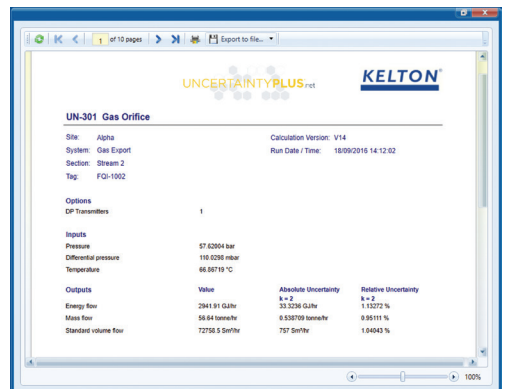 1 of 10 pages Export to file...
UNCERTAINTYPLUS.net
KELTON®
UN-301 Gas Orifice
Site: Alpha Calculation Version: V14
System: Gas Export Run Date / Time: 18/09/2016 14:12:02
Section: Stream 2
Tag: FQI-1002
Options
DP Transmitters 1
Inputs
Pressure 57.62004 bar
Differential pressure 110.0298 mbar
Temperature 66.86719 °C
Outputs Value Absolute Uncertainty Relative Uncertainty
k = 2 k = 2
Energy flow 2941.91 GJ/hr 33.3236 GJ/hr 1.13272 %
Mass flow 56.64 tonne/hr 0.538709 tonne/hr 0.95111 %
Standard volume flow 72758.5 Sm³/hr 757 Sm³/hr 1.04043 %
100%